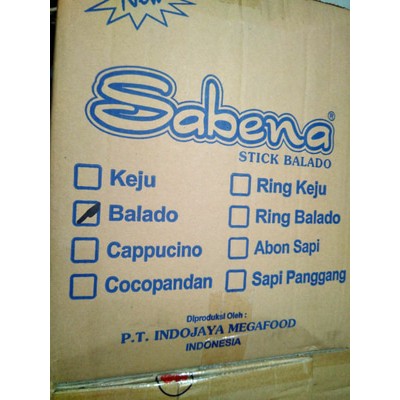 New
Sabena®
STICK BALADO
Keju
Balado
Cappucino
Cocopandan
Ring Keju
Ring Balado
Abon Sapi
Sapi Panggang
Diproduksi Oleh :
P.T. INDOJAYA MEGAFOOD
INDONESIA